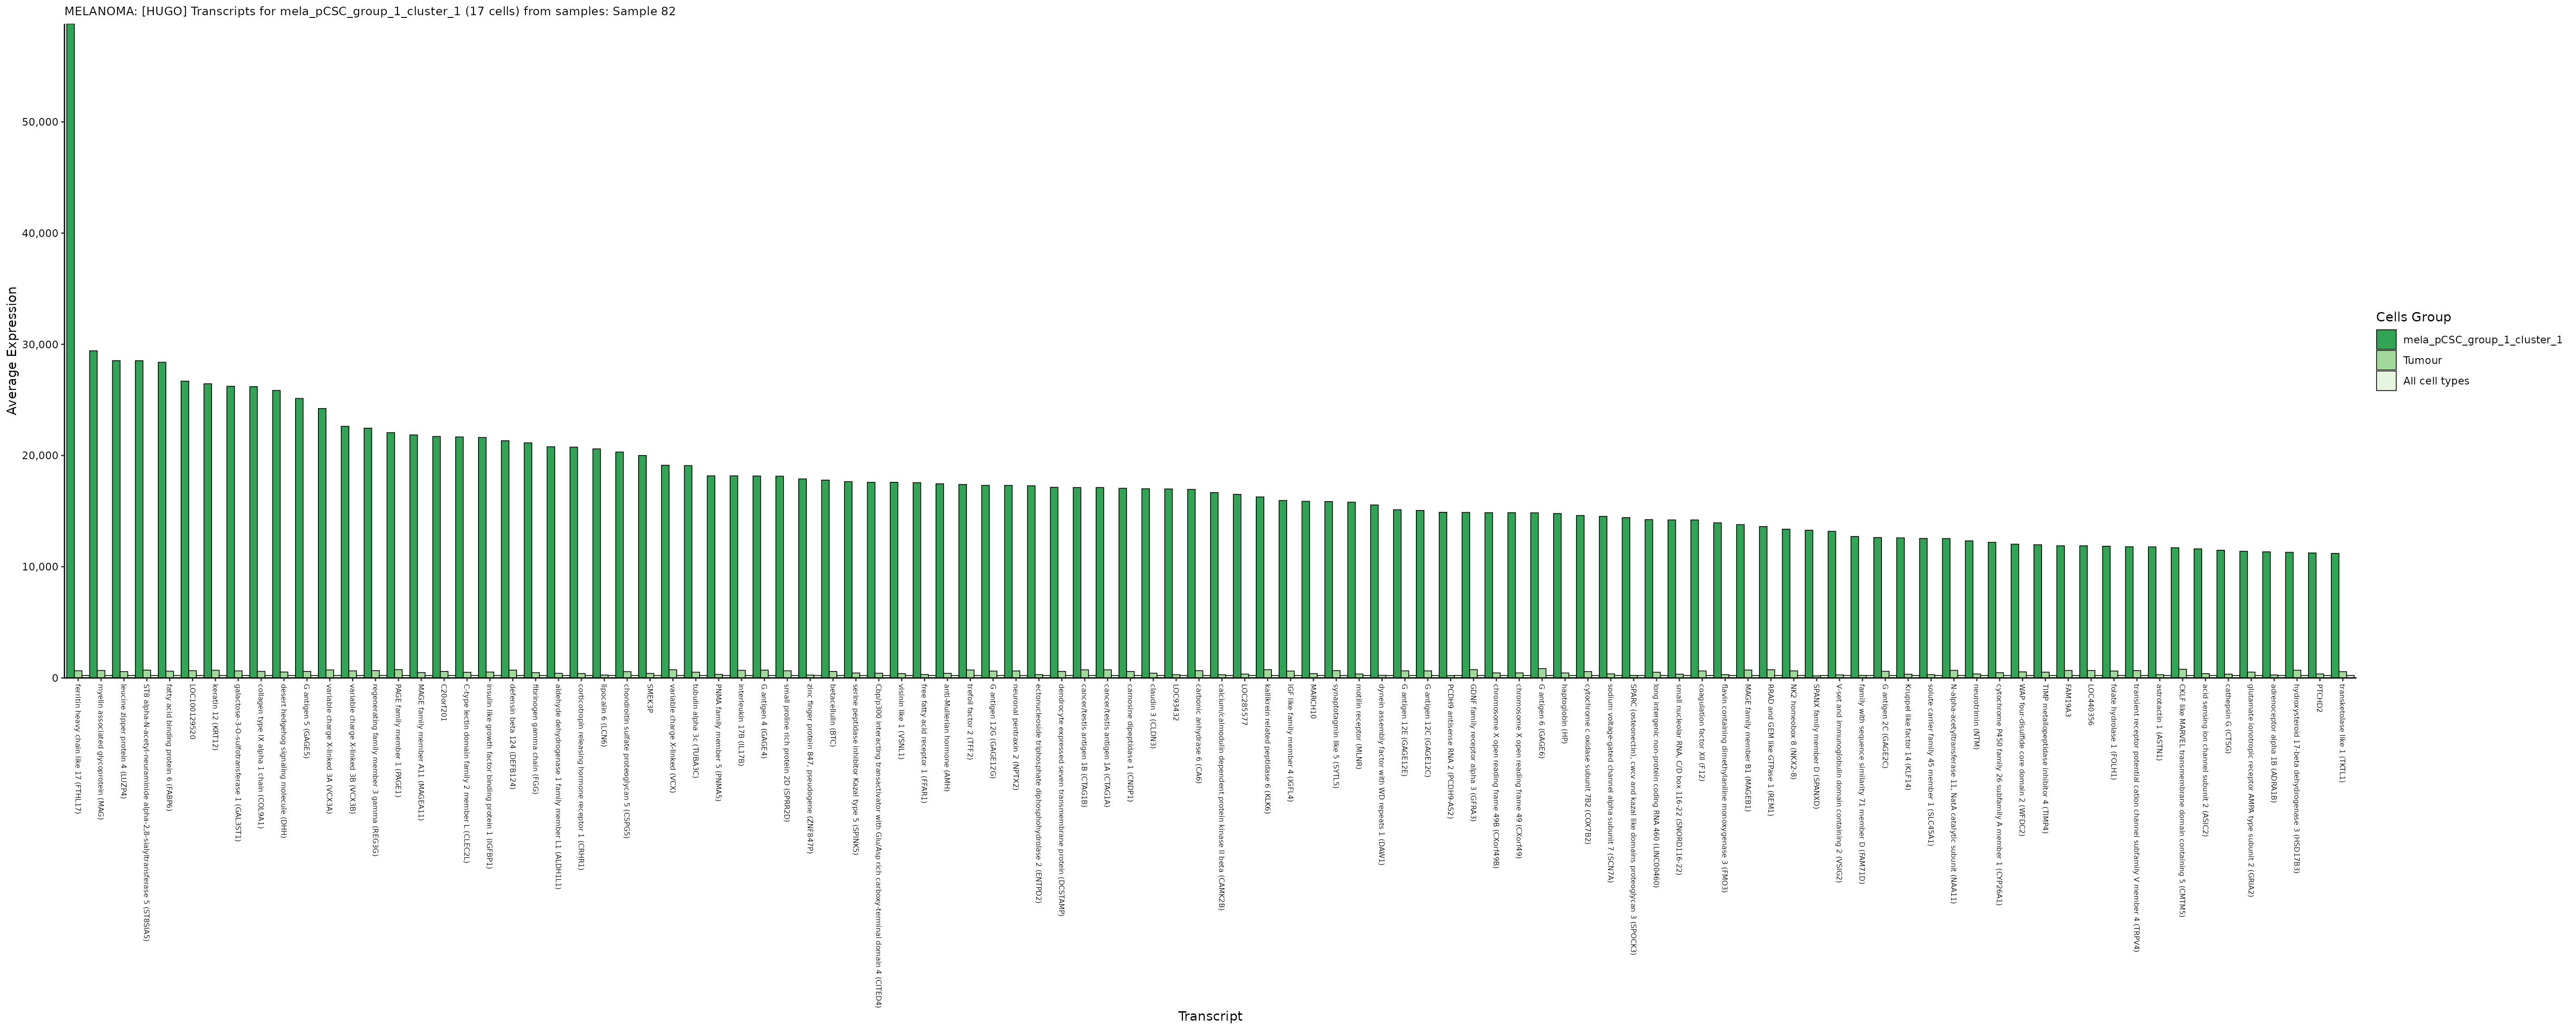 MELANOMA: [HUGO] Transcripts for mela_pCSC_group_1_cluster_1 (17 cells) from samples: Sample 82
Average Expression
50,000
40,000
30,000
20,000
10,000
0
ferritin heavy chain like 17 (FTHL17)
myelin associated glycoprotein (MAG)
leucine zipper protein 4 (LUZP4)
ST8 alpha-N-acetyl-neuraminide alpha-2,8-sialyltransferase 5 (ST8SIA5)
fatty acid binding protein 6 (FABP6)
LOC100129520
keratin 12 (KRT12)
galactose-3-O-sulfotransferase 1 (GAL3ST1)
collagen type IX alpha 1 chain (COL9A1)
desert hedgehog signaling molecule (DHH)
G antigen 5 (GAGE5)
variable charge X-linked 3A (VCX3A)
variable charge X-linked 3B (VCX3B)
regenerating family member 3 gamma (REG3G)
PAGE family member 1 (PAGE1)
MAGE family member A11 (MAGEA11)
C20orf201
C-type lectin domain family 2 member L (CLEC2L)
insulin like growth factor binding protein 1 (IGFBP1)
defensin beta 124 (DEFB124)
fibrinogen gamma chain (FGG)
aldehyde dehydrogenase 1 family member L1 (ALDH1L1)
corticotropin releasing hormone receptor 1 (CRHR1)
lipocalin 6 (LCN6)
chondroitin sulfate proteoglycan 5 (CSPG5)
SMEK3P
variable charge X-linked (VCX)
tubulin alpha 3c (TUBA3C)
PNMA family member 5 (PNMA5)
interleukin 17B (IL17B)
G antigen 4 (GAGE4)
small proline rich protein 2D (SPRR2D)
zinc finger protein 847, pseudogene (ZNF847P)
betacellulin (BTC)
serine peptidase inhibitor Kazal type 5 (SPINK5)
Cbp/p300 interacting transactivator with Glu/Asp rich carboxy-terminal domain 4 (CITED4)
visinin like 1 (VSNL1)
free fatty acid receptor 1 (FFAR1)
anti-Mullerian hormone (AMH)
trefoil factor 2 (TFF2)
G antigen 12G (GAGE12G)
neuronal pentraxin 2 (NPTX2)
ectonucleoside triphosphate diphosphohydrolase 2 (ENTPD2)
dendrocyte expressed seven transmembrane protein (DCSTAMP)
cancer/testis antigen 1B (CTAG1B)
cancer/testis antigen 1A (CTAG1A)
carnosine dipeptidase 1 (CNDP1)
claudin 3 (CLDN3)
LOC93432
carbonic anhydrase 6 (CA6)
calcium/calmodulin dependent protein kinase II beta (CAMK2B)
LOC285577
kallikrein related peptidase 6 (KLK6)
IGF like family member 4 (IGFL4)
MARCH10
synaptotagmin like 5 (SYTL5)
motilin receptor (MLNR)
dynein assembly factor with WD repeats 1 (DAW1)
G antigen 12E (GAGE12E)
G antigen 12C (GAGE12C)
PCDH9 antisense RNA 2 (PCDH9-AS2)
GDNF family receptor alpha 3 (GFRA3)
chromosome X open reading frame 49B (CXorf49B)
chromosome X open reading frame 49 (CXorf49)
G antigen 6 (GAGE6)
haptoglobin (HP)
cytochrome c oxidase subunit 7B2 (COX7B2)
sodium voltage-gated channel alpha subunit 7 (SCN7A)
SPARC (osteonectin), cwcv and kazal like domains proteoglycan 3 (SPOCK3)
long intergenic non-protein coding RNA 460 (LINC00460)
small nucleolar RNA, C/D box 116-22 (SNORD116-22)
coagulation factor XII (F12)
flavin containing dimethylaniline monoxygenase 3 (FMO3)
MAGE family member B1 (MAGEB1)
RRAD and GEM like GTPase 1 (REM1)
NK2 homeobox 8 (NKX2-8)
SPANX family member D (SPANXD)
V-set and immunoglobulin domain containing 2 (VSIG2)
family with sequence similarity 71 member D (FAM71D)
G antigen 2C (GAGE2C)
Kruppel like factor 14 (KLF14)
solute carrier family 45 member 1 (SLC45A1)
N-alpha-acetyltransferase 11, NatA catalytic subunit (NAA11)
neurotrimin (NTM)
cytochrome P450 family 26 subfamily A member 1 (CYP26A1)
WAP four-disulfide core domain 2 (WFDC2)
TIMP metallopeptidase inhibitor 4 (TIMP4)
FAM19A3
LOC440356
folate hydrolase 1 (FOLH1)
transient receptor potential cation channel subfamily V member 4 (TRPV4)
astrotactin 1 (ASTN1)
CKLF like MARVEL transmembrane domain containing 5 (CMTM5)
acid sensing ion channel subunit 2 (ASIC2)
cathepsin G (CTSG)
glutamate ionotropic receptor AMPA type subunit 2 (GRIA2)
adrenoceptor alpha 1B (ADRA1B)
hydroxysteroid 17-beta dehydrogenase 3 (HSD17B3)
PTCHD2
transketolase like 1 (TKTL1)
Transcript
Cells Group
mela_pCSC_group_1_cluster_1
Tumour
All cell types